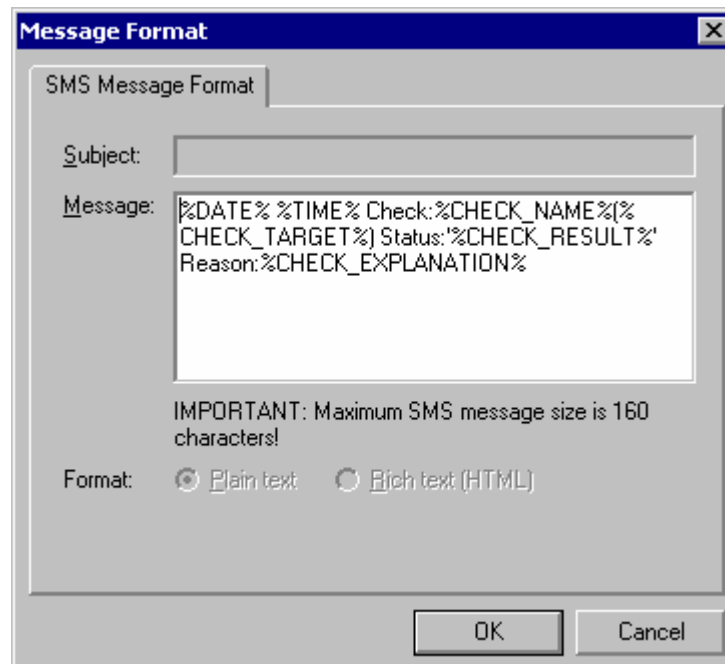 Message Format
SMS Message Format
Subject:
Message:
%DATE% %TIME% Check:%CHECK_NAME%(%
CHECK_TARGET%) Status:'%CHECK_RESULT%'
Reason:%CHECK_EXPLANATION%
IMPORTANT: Maximum SMS message size is 160
characters!
Format: Plain text Rich text (HTML)
OK Cancel